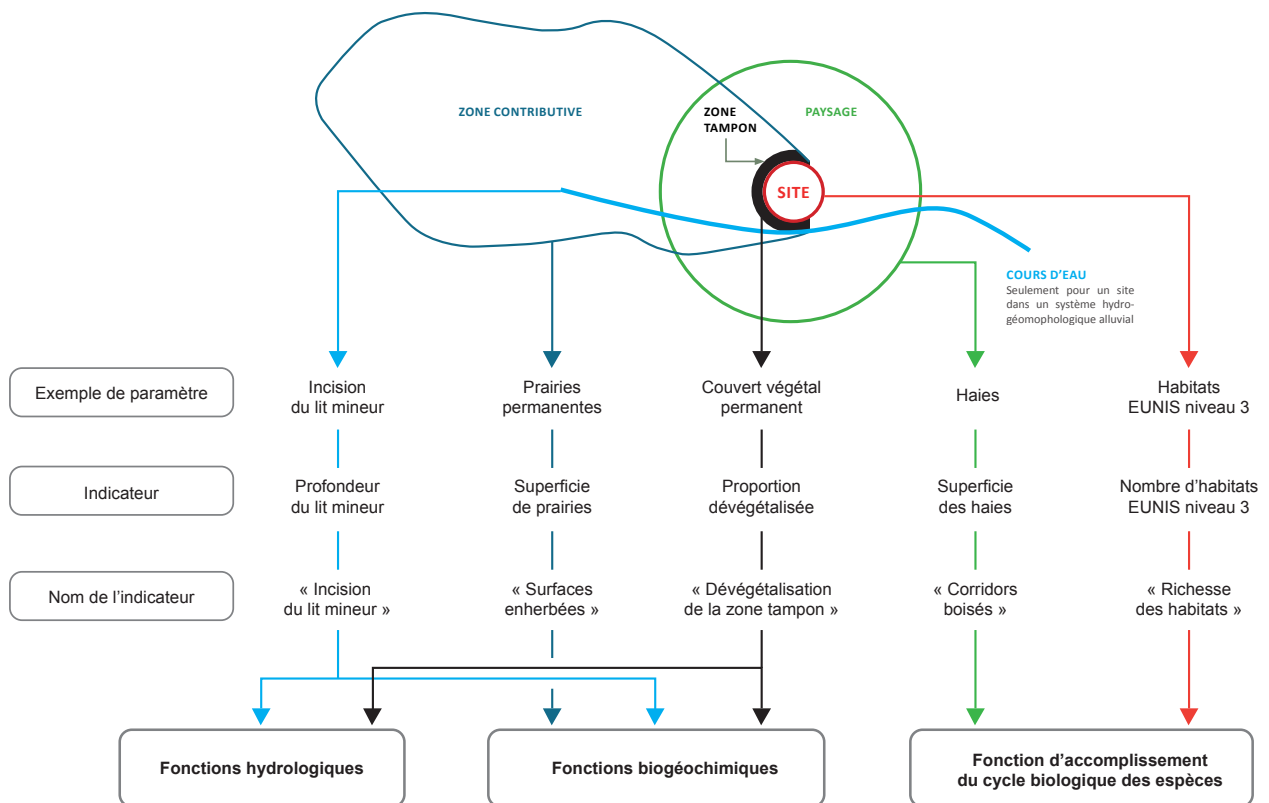 ZONE CONTRIBUTIVE
ZONE
TAMPON
PAYSAGE
SITE
COURS D'EAU
Seulement pour un site
dans un système hydro-
géomophologique alluvial
Exemple de paramètre
Incision
du lit mineur
Prairies
permanentes
Couvert végétal
permanent
Haies
Habitats
EUNIS niveau 3
Indicateur
Profondeur
du lit mineur
Superficie
de prairies
Proportion
dévégétalisée
Superficie
des haies
Nombre d'habitats
EUNIS niveau 3
Nom de l'indicateur
« Incision
du lit mineur »
« Surfaces
enherbées »
« Dévégétalisation
de la zone tampon »
« Corridors
boisés »
« Richesse
des habitats »
Fonctions hydrologiques
Fonctions biogéochimiques
Fonction d'accomplissement
du cycle biologique des espèces